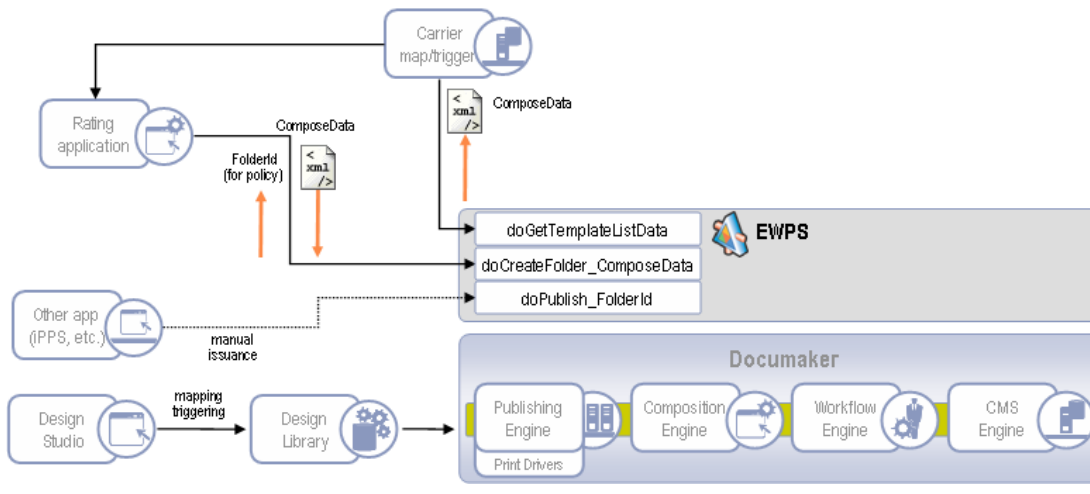 Carrier
map/trigger
ComposeData
<
xml
/>
Rating
application
ComposeData
<
xml
/>
FolderId
(for policy)
doGetTemplateListData
EWPS
doCreateFolder_ComposeData
doPublish_FolderId
Other app
(iPPS, etc.)
manual
issuance
Documaker
mapping
triggering
Design
Studio
Design
Library
Publishing
Engine
Print Drivers
Composition
Engine
Workflow
Engine
CMS
Engine